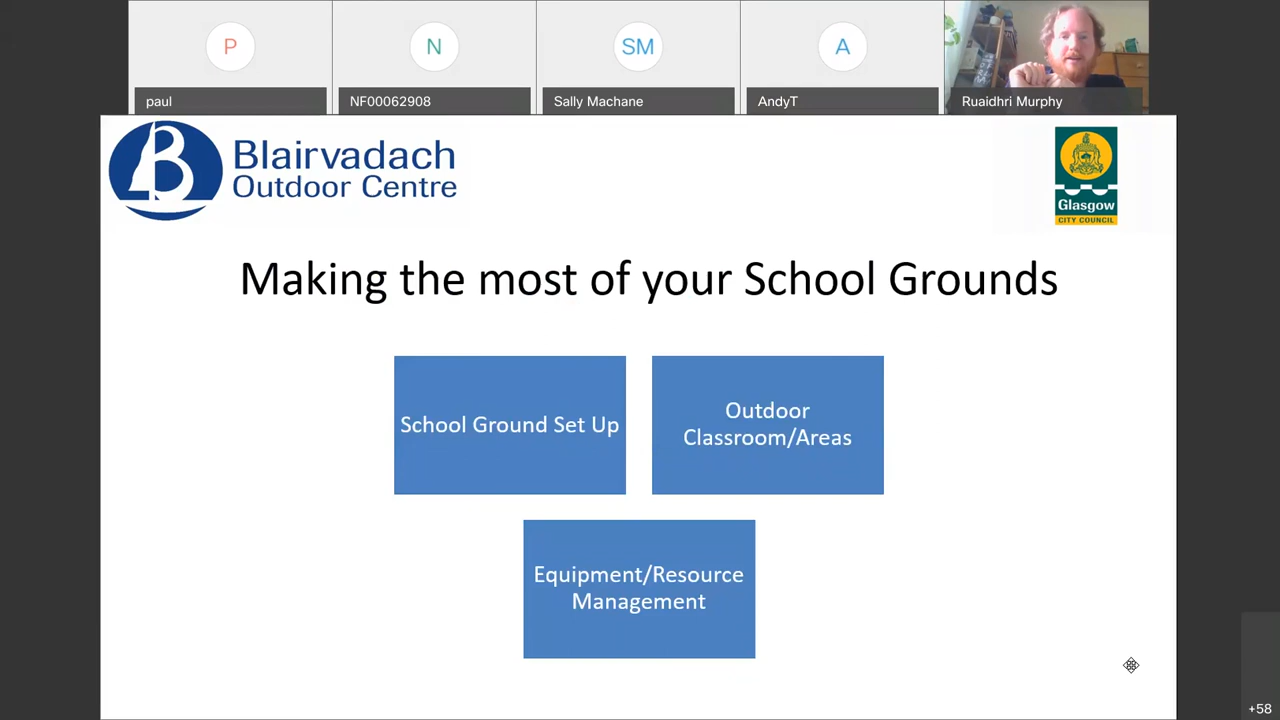 P
N
SM
A
paul
NF00062908
Sally Machane
AndyT
Ruaidhri Murphy
B
Blairvadach
Outdoor Centre
Glasgow
CITY COUNCIL
Making the most of your School Grounds
School Ground Set Up
Outdoor
Classroom/Areas
Equipment/Resource
Management
+58